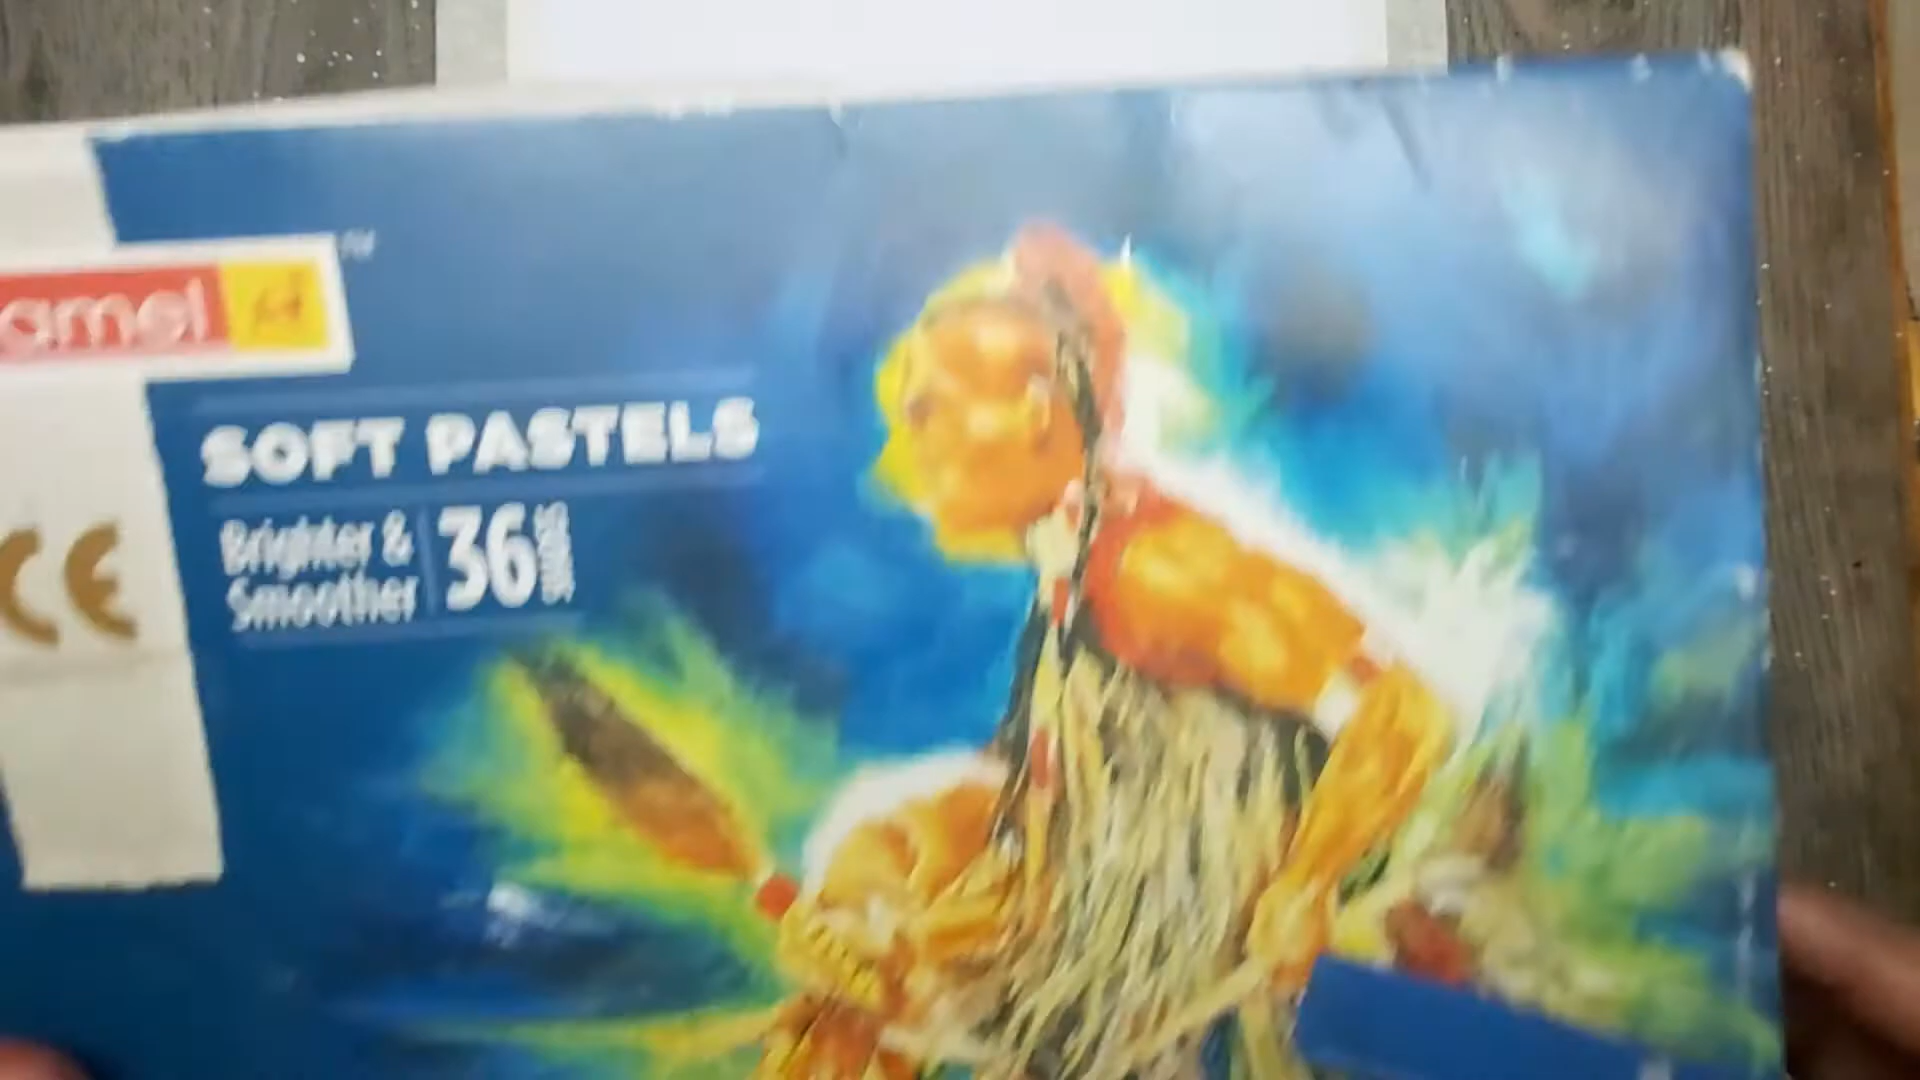 amel
SOFT PASTELS
Brighter &
Smoother
36
CE